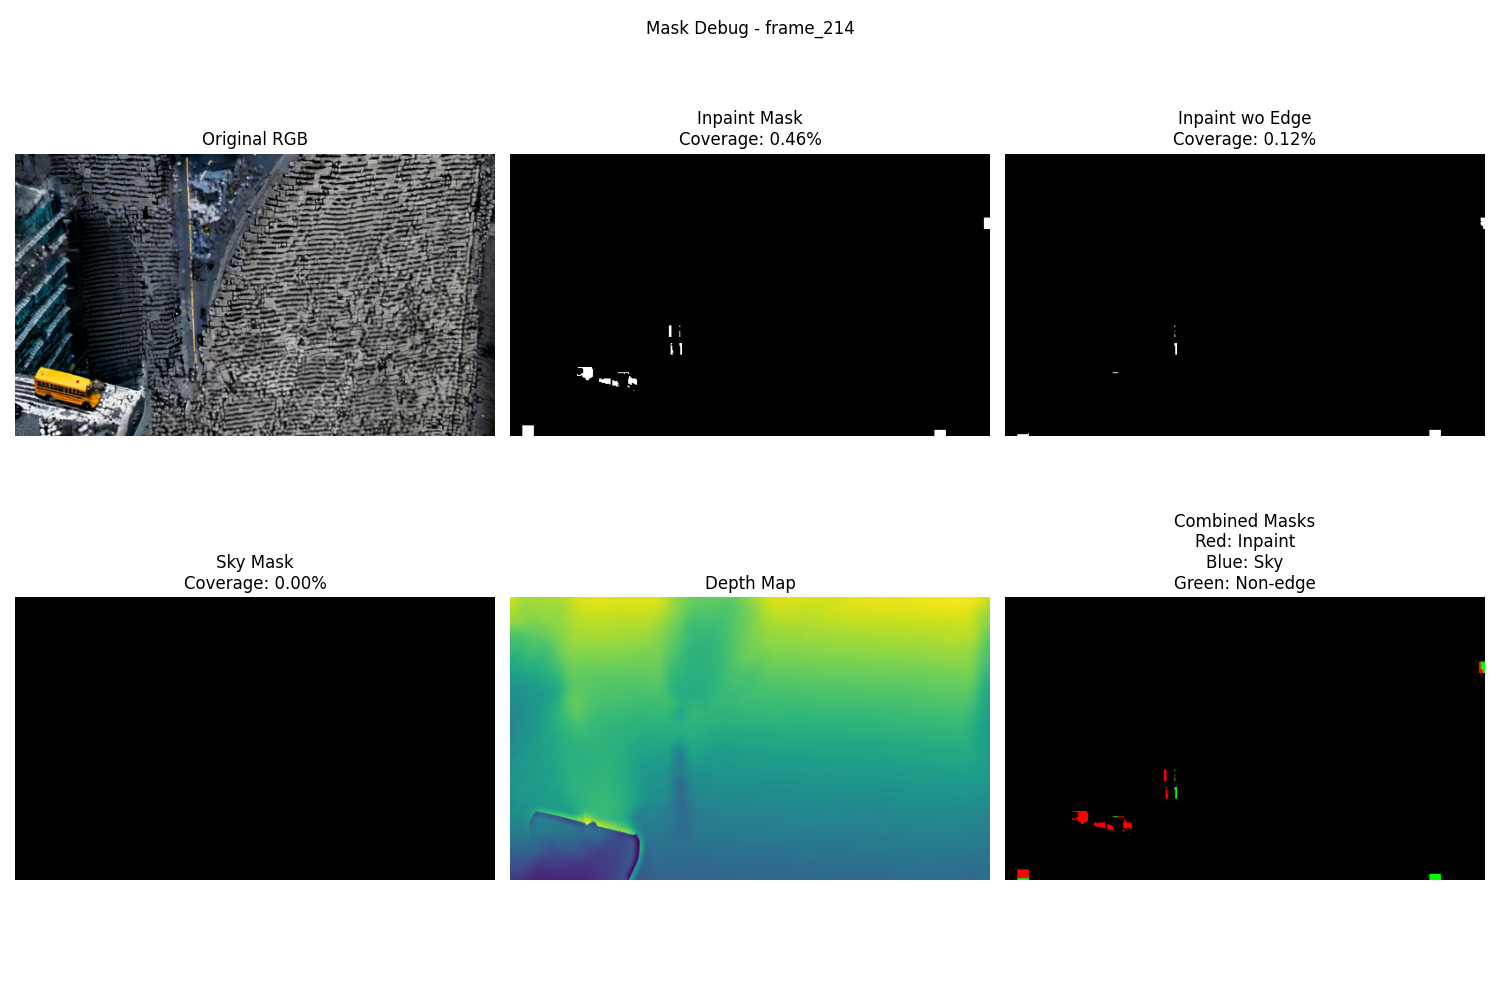 Mask Debug - frame_214
Original RGB
Inpaint Mask
Coverage: 0.46%
Inpaint wo Edge
Coverage: 0.12%
Sky Mask
Coverage: 0.00%
Depth Map
Combined Masks
Red: Inpaint
Blue: Sky
Green: Non-edge